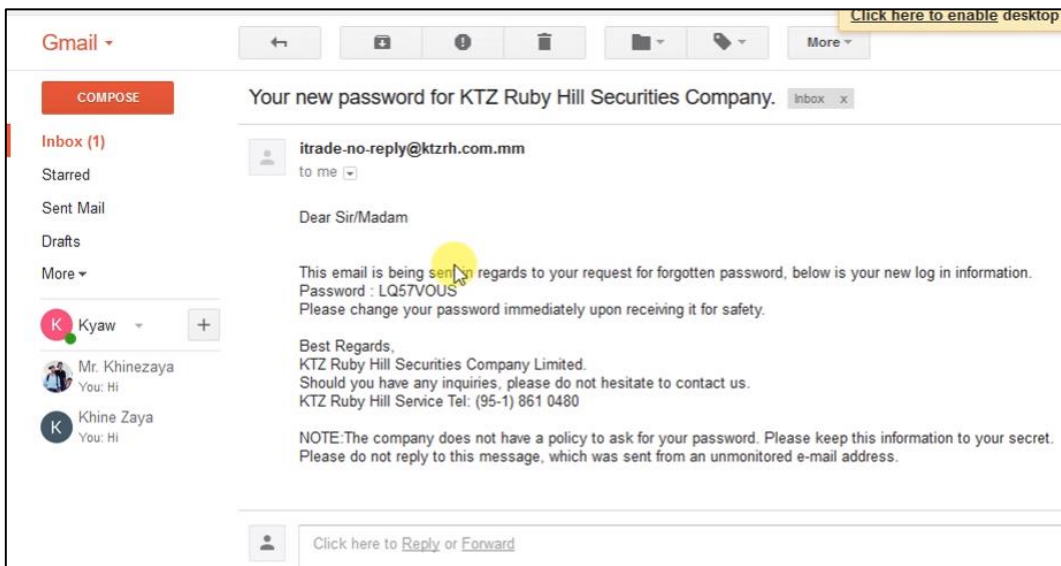 Click here to enable desktop
Gmail
More
COMPOSE
Your new password for KTZ Ruby Hill Securities Company.
Inbox x
Inbox (1)
Starred
Sent Mail
Drafts
More
Kyaw
K
+
Mr. Khinezaya
You: Hi
K
Khine Zaya
You: Hi
itrade-no-reply@ktzrh.com.mm
to me
Dear Sir/Madam
This email is being sent in regards to your request for forgotten password, below is your new log in information.
Password : LQ57VOUS
Please change your password immediately upon receiving it for safety.
Best Regards,
KTZ Ruby Hill Securities Company Limited.
Should you have any inquiries, please do not hesitate to contact us.
KTZ Ruby Hill Service Tel: (95-1) 861 0480
NOTE:The company does not have a policy to ask for your password. Please keep this information to your secret.
Please do not reply to this message, which was sent from an unmonitored e-mail address.
Click here to Reply or Forward